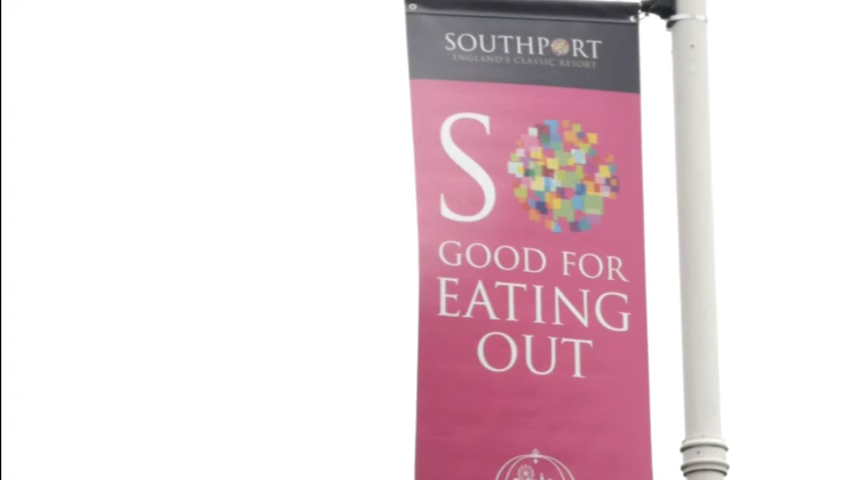 SOUTHPORT
ENGLAND'S CLASSIC RESORT
SO
GOOD FOR
EATING
OUT